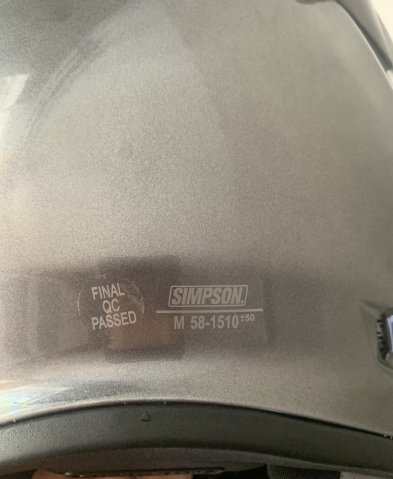 FINAL
QC
PASSED
SIMPSON.
M 58-1510±50